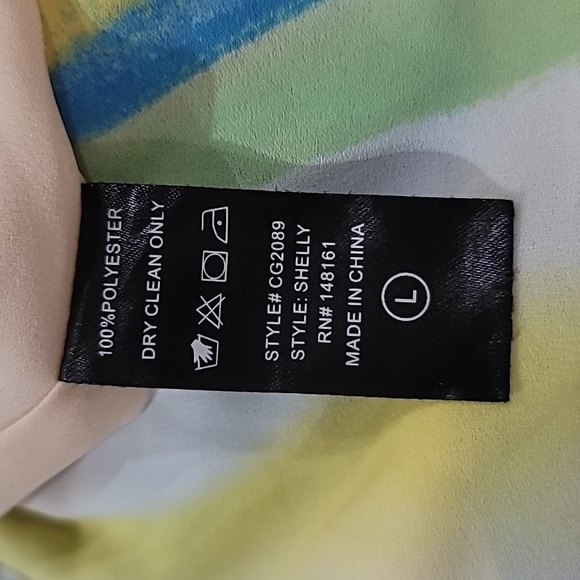 100%POLYESTER
DRY CLEAN ONLY
STYLE# CG2089
STYLE: SHELLY
RN# 148161
MADE IN CHINA
L